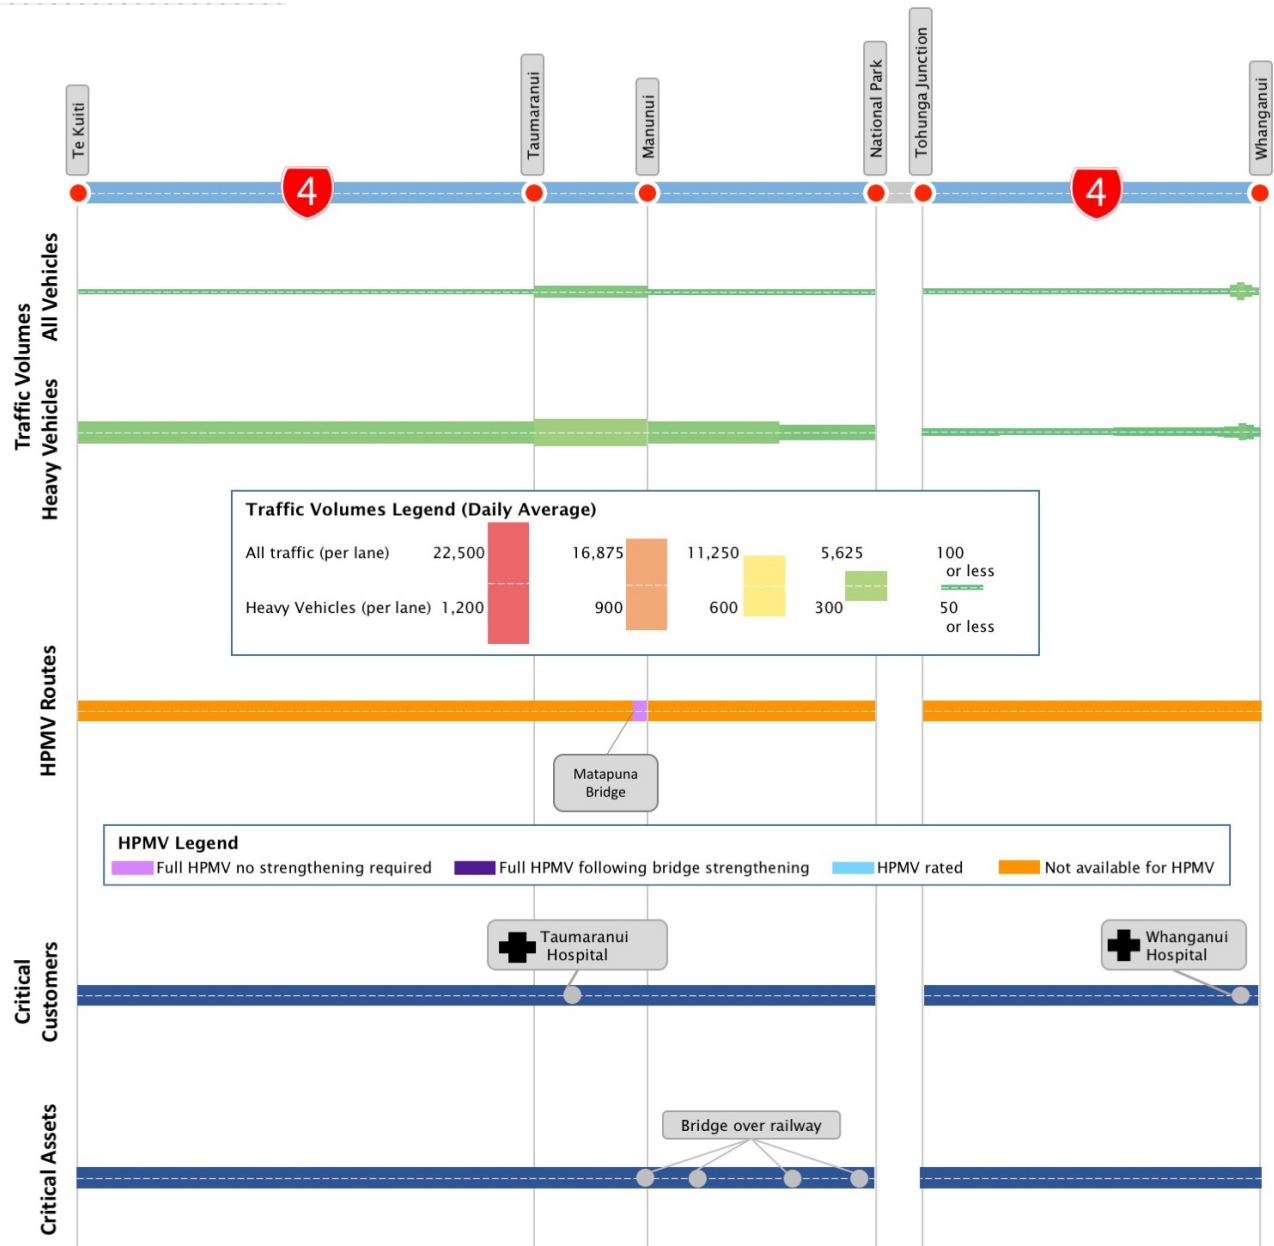 Te Kuiti
Taumaranui
Manunui
National Park
Tohunga Junction
Whanganui
4
4
Traffic Volumes
All Vehicles
Heavy Vehicles
Traffic Volumes Legend (Daily Average)
All traffic (per lane) 22,500 16,875 11,250 5,625 100
or less
Heavy Vehicles (per lane) 1,200 900 600 300 50
or less
HPMV Routes
Matapuna
Bridge
HPMV Legend
Full HPMV no strengthening required Full HPMV following bridge strengthening HPMV rated Not available for HPMV
Critical
Customers
Taumaranui
Hospital
Whanganui
Hospital
Critical Assets
Bridge over railway